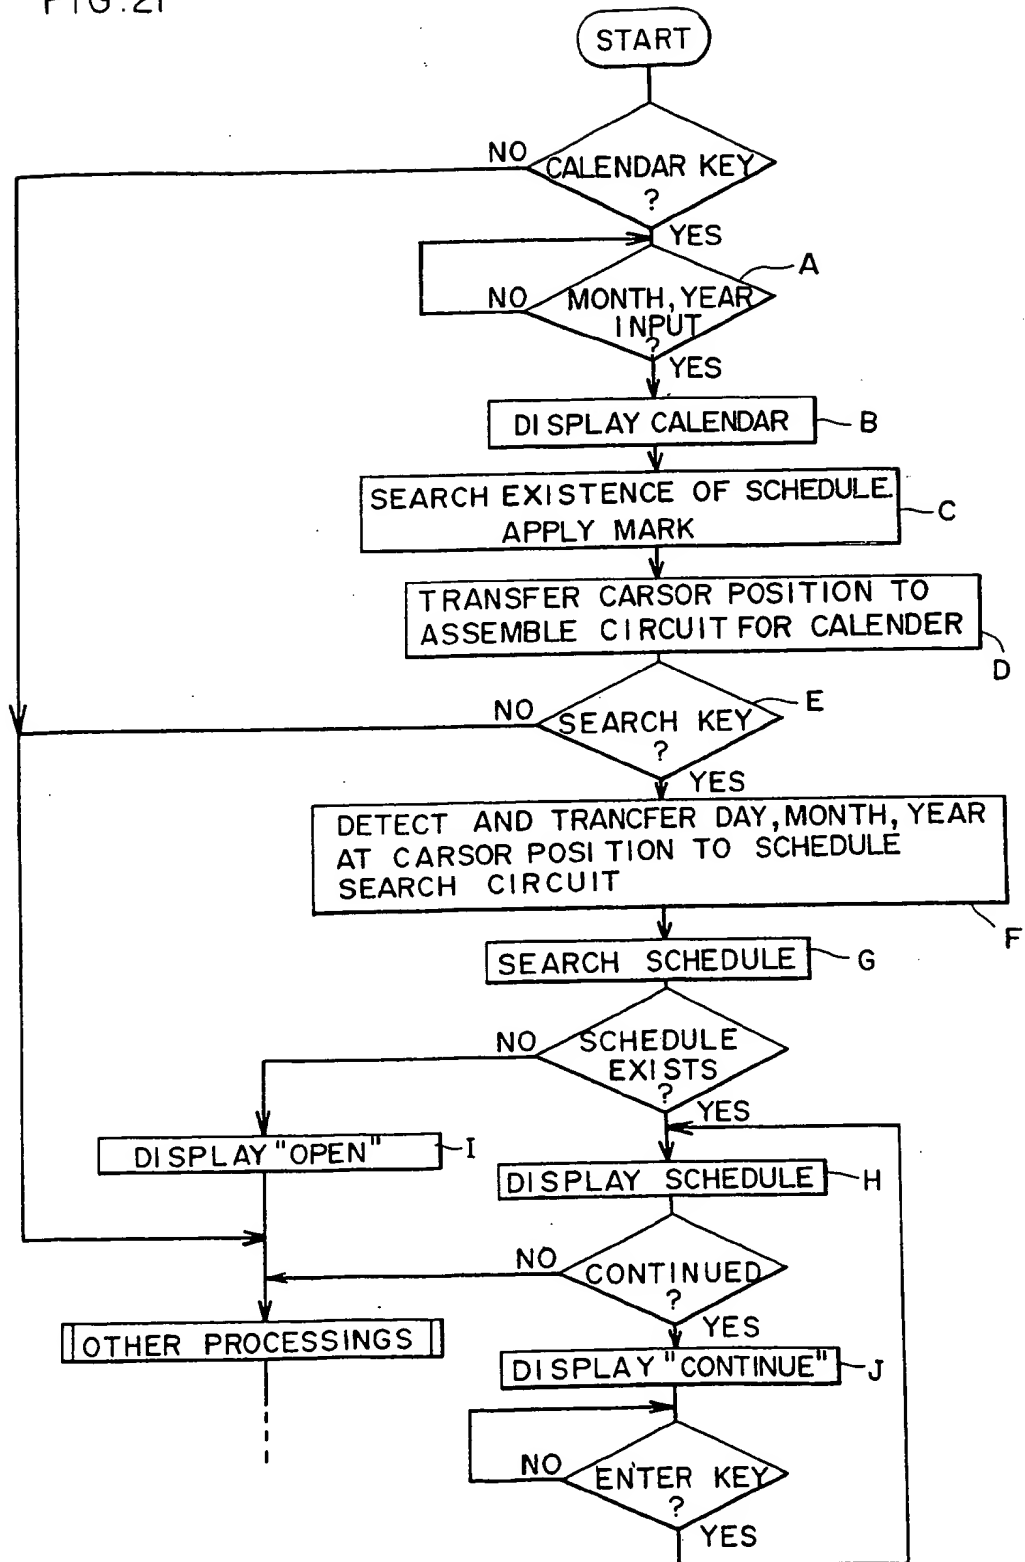 FIG.21
START
CALENDAR KEY
?
NO
YES
A
MONTH, YEAR
INPUT
?
NO
YES
DISPLAY CALENDAR
B
SEARCH EXISTENCE OF SCHEDULE.
APPLY MARK
C
TRANSFER CARSOR POSITION TO
ASSEMBLE CIRCUIT FOR CALENDER
D
E
NO
SEARCH KEY
?
YES
DETECT AND TRANCFER DAY, MONTH, YEAR
AT CARSOR POSITION TO SCHEDULE
SEARCH CIRCUIT
F
SEARCH SCHEDULE
G
NO
SCHEDULE
EXISTS
?
YES
DISPLAY "OPEN"
I
DISPLAY SCHEDULE
H
NO
CONTINUED
?
YES
OTHER PROCESSINGS
DISPLAY "CONTINUE"
J
NO
ENTER KEY
?
YES